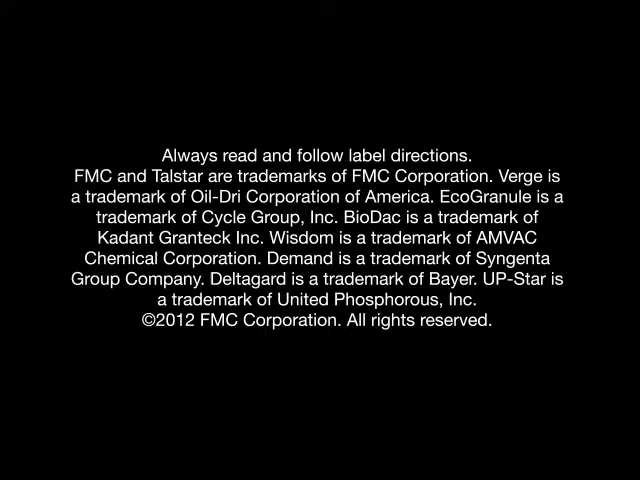 Always read and follow label directions.
FMC and Talstar are trademarks of FMC Corporation. Verge is
a trademark of Oil-Dri Corporation of America. EcoGranule is a
trademark of Cycle Group, Inc. BioDac is a trademark of
Kadant Granteck Inc. Wisdom is a trademark of AMVAC
Chemical Corporation. Demand is a trademark of Syngenta
Group Company. Deltagard is a trademark of Bayer. UP-Star is
a trademark of United Phosphorous, Inc.
©2012 FMC Corporation. All rights reserved.